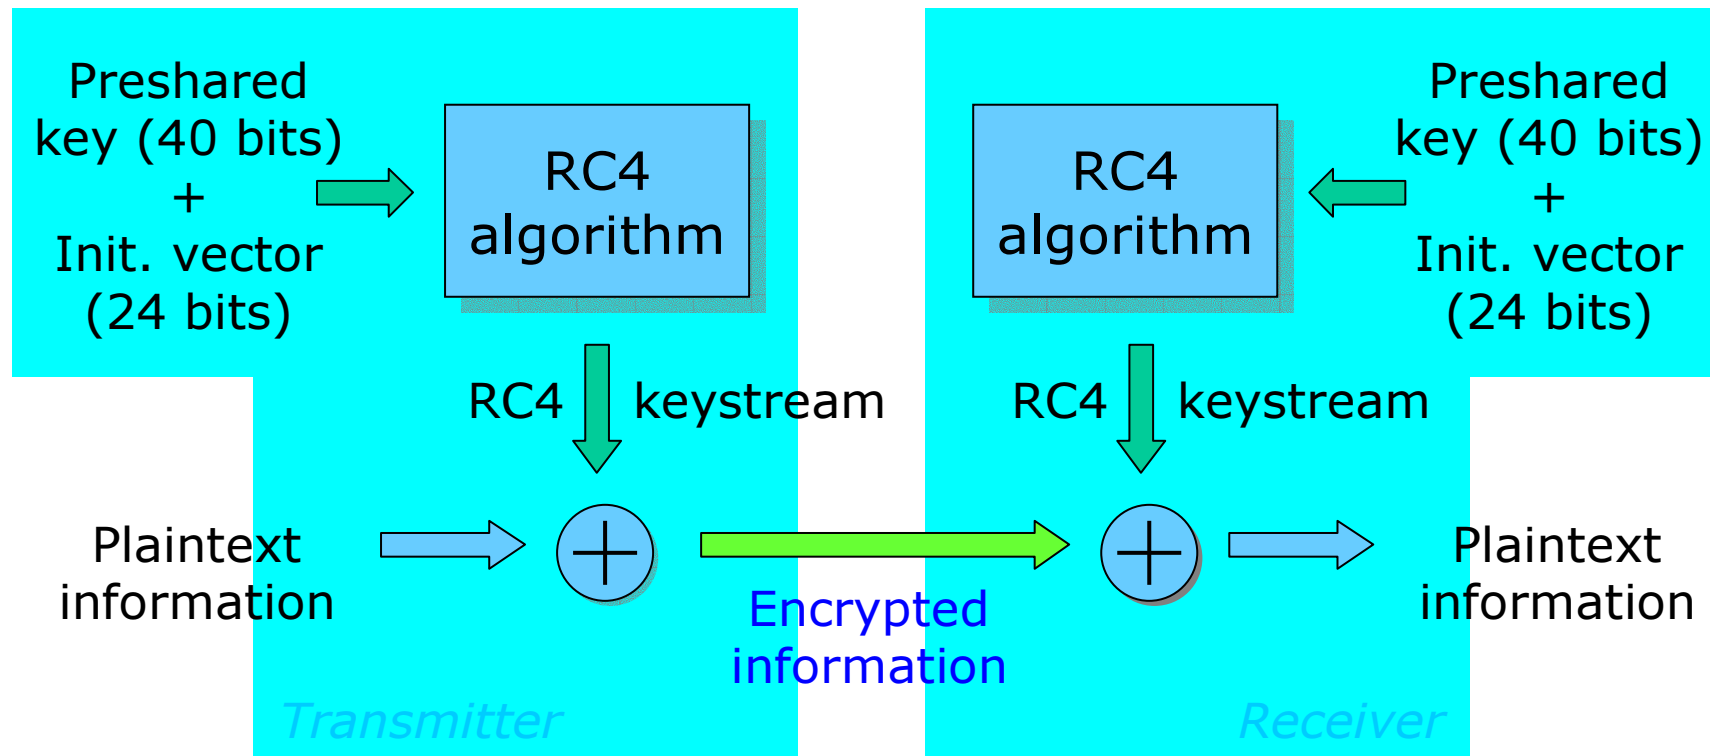 Preshared
key (40 bits)
+
Init. vector
(24 bits)
RC4
algorithm
RC4
algorithm
Preshared
key (40 bits)
+
Init. vector
(24 bits)
RC4 keystream
RC4 keystream
Plaintext
information
Encrypted
information
Plaintext
information
Transmitter
Receiver